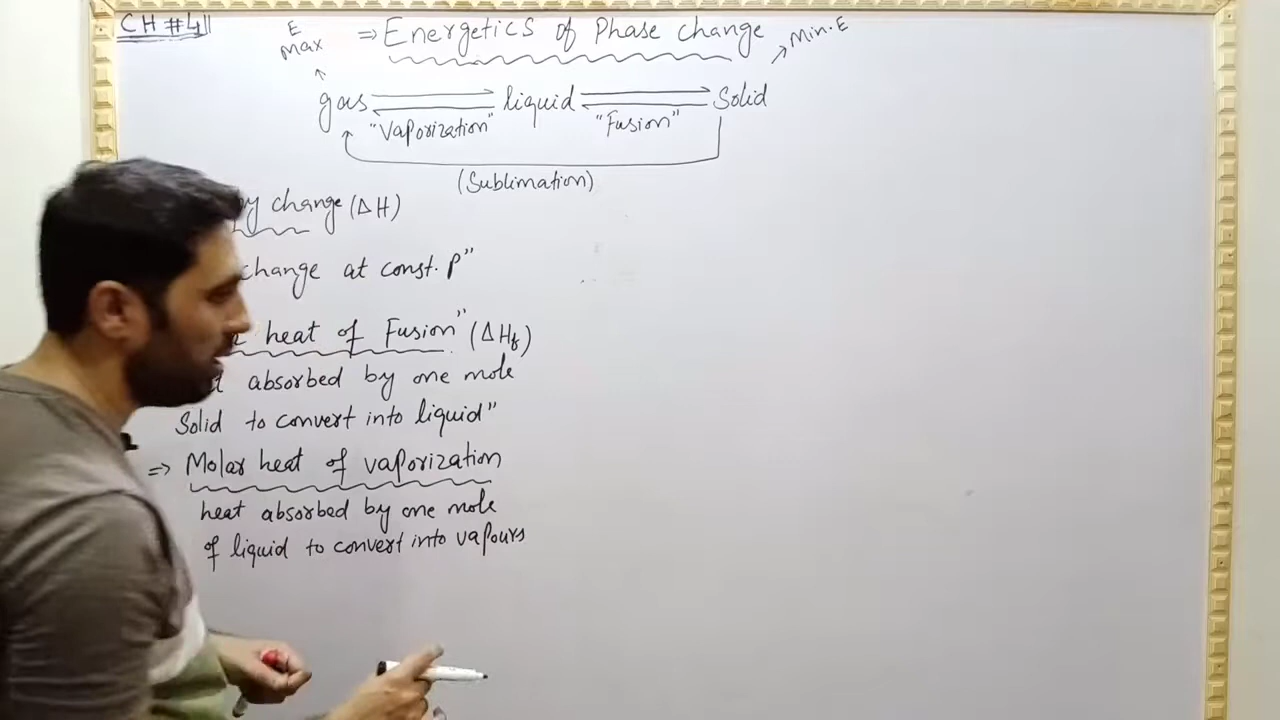 CH #4
E
max
⇒ Energetics of Phase change
Min. E
gas liquid Solid
"Vaporization" "Fusion"
(Sublimation)
change (ΔH)
change at const. P"
heat of Fusion" (ΔHf)
absorbed by one mole
Solid to convert into liquid"
⇒ Molar heat of vaporization
heat absorbed by one mole
of liquid to convert into vapours